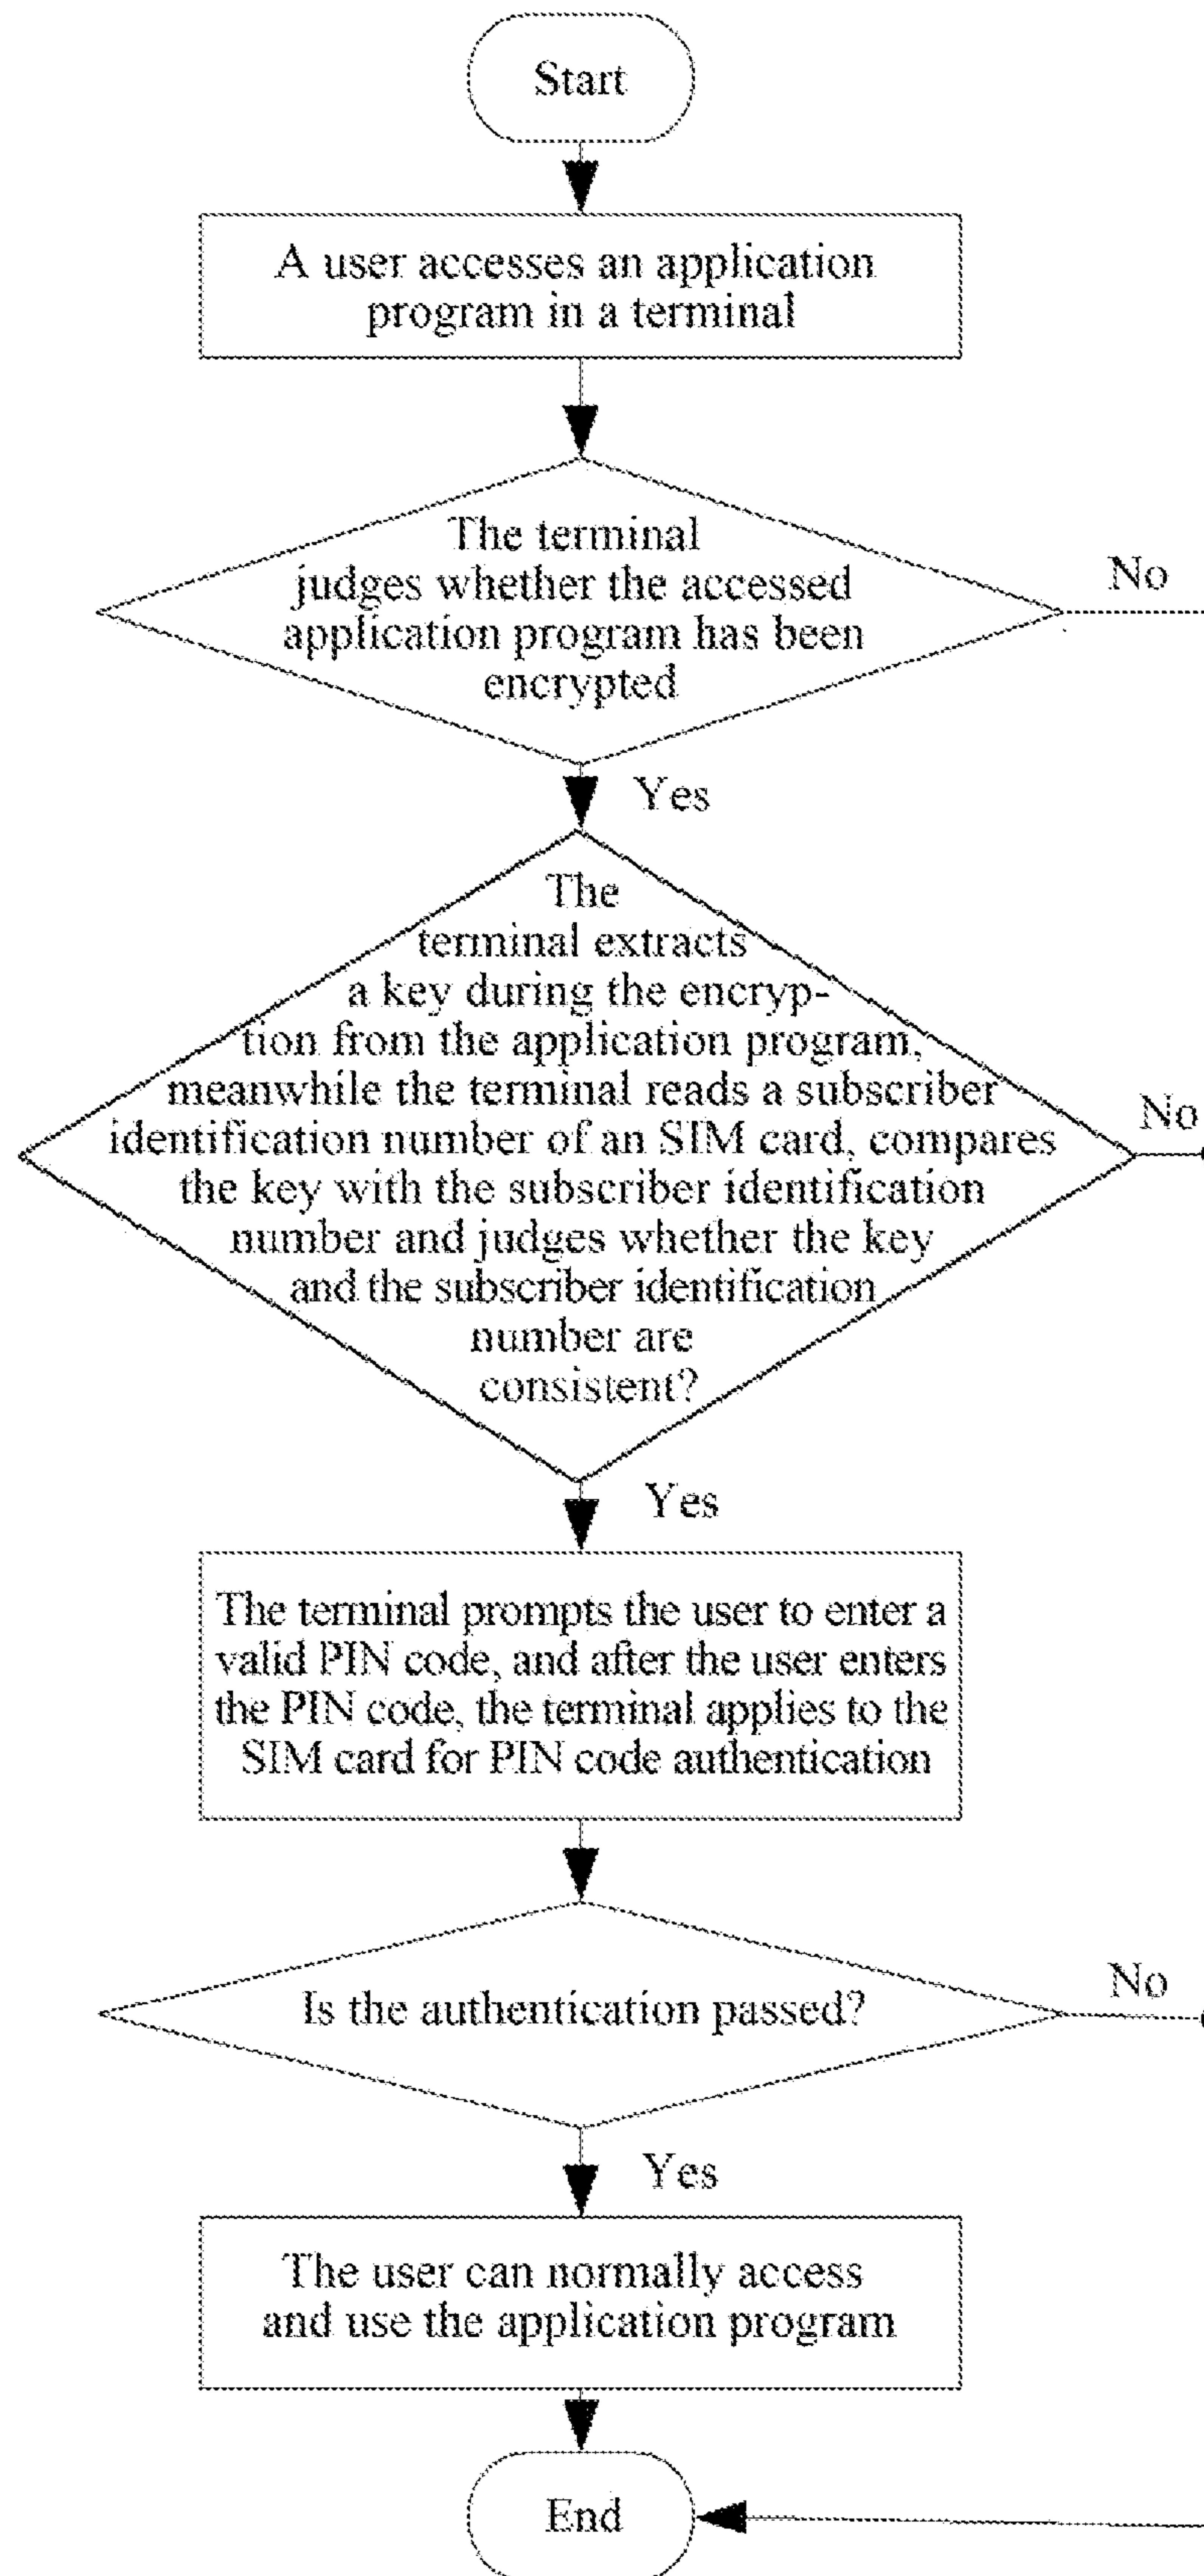 Start
A user accesses an application
program in a terminal
The terminal
judges whether the accessed
application program has been
encrypted
No
Yes
The
terminal extracts
a key during the encryp-
tion from the application program,
meanwhile the terminal reads a subscriber
identification number of an SIM card, compares
the key with the subscriber identification
number and judges whether the key
and the subscriber identification
number are
consistent?
No
Yes
The terminal prompts the user to enter a
valid PIN code, and after the user enters
the PIN code, the terminal applies to the
SIM card for PIN code authentication
Is the authentication passed?
No
Yes
The user can normally access
and use the application program
End